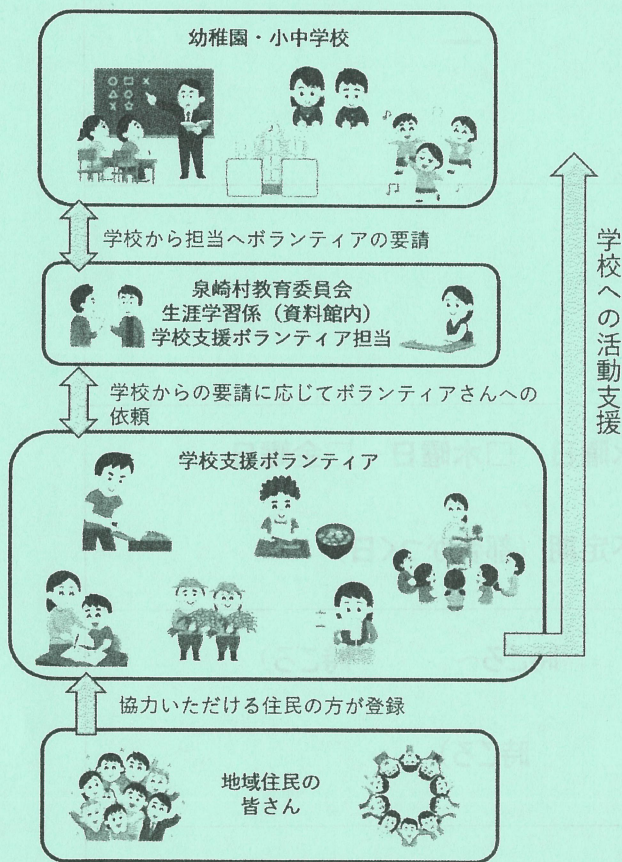 幼稚園・小中学校
学校から担当へボランティアの要請
泉崎村教育委員会
生涯学習係（資料館内）
学校支援ボランティア担当
学校からの要請に応じてボランティアさんへの
依頼
学校支援ボランティア
学校への活動支援
協力いただける住民の方が登録
地域住民の
皆さん